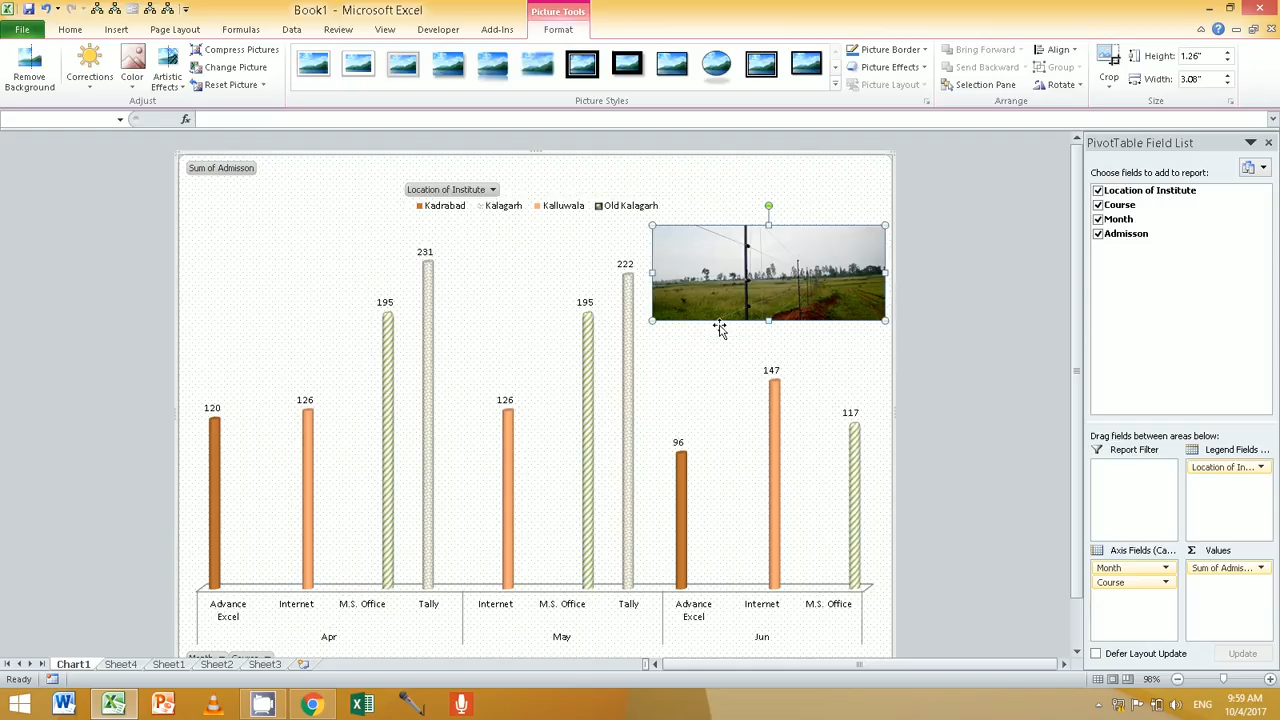 Book1 - Microsoft Excel
Picture Tools
File
Home
Insert
Page Layout
Formulas
Data
Review
View
Developer
Add-Ins
Format
Remove Background
Corrections
Color
Artistic Effects
Compress Pictures
Change Picture
Reset Picture
Adjust
Picture Styles
Picture Border
Picture Effects
Picture Layout
Bring Forward
Send Backward
Selection Pane
Align
Group
Rotate
Arrange
Crop
Height: 1.26"
Width: 3.08"
Size
fx
PivotTable Field List
Choose fields to add to report:
Location of Institute
Course
Month
Admisson
Drag fields between areas below:
Report Filter
Legend Fields ...
Location of In...
Axis Fields (Ca...
Σ Values
Month
Course
Sum of Admis...
Defer Layout Update
Update
Sum of Admisson
Location of Institute
Kadrabad
Kalagarh
Kalluwala
Old Kalagarh
120
126
195
231
126
195
222
96
147
117
Advance Excel
Internet
M.S. Office
Tally
Internet
M.S. Office
Tally
Advance Excel
Internet
M.S. Office
Apr
May
Jun
Chart1
Sheet4
Sheet1
Sheet2
Sheet3
Ready
98%
ENG
9:59 AM
10/4/2017